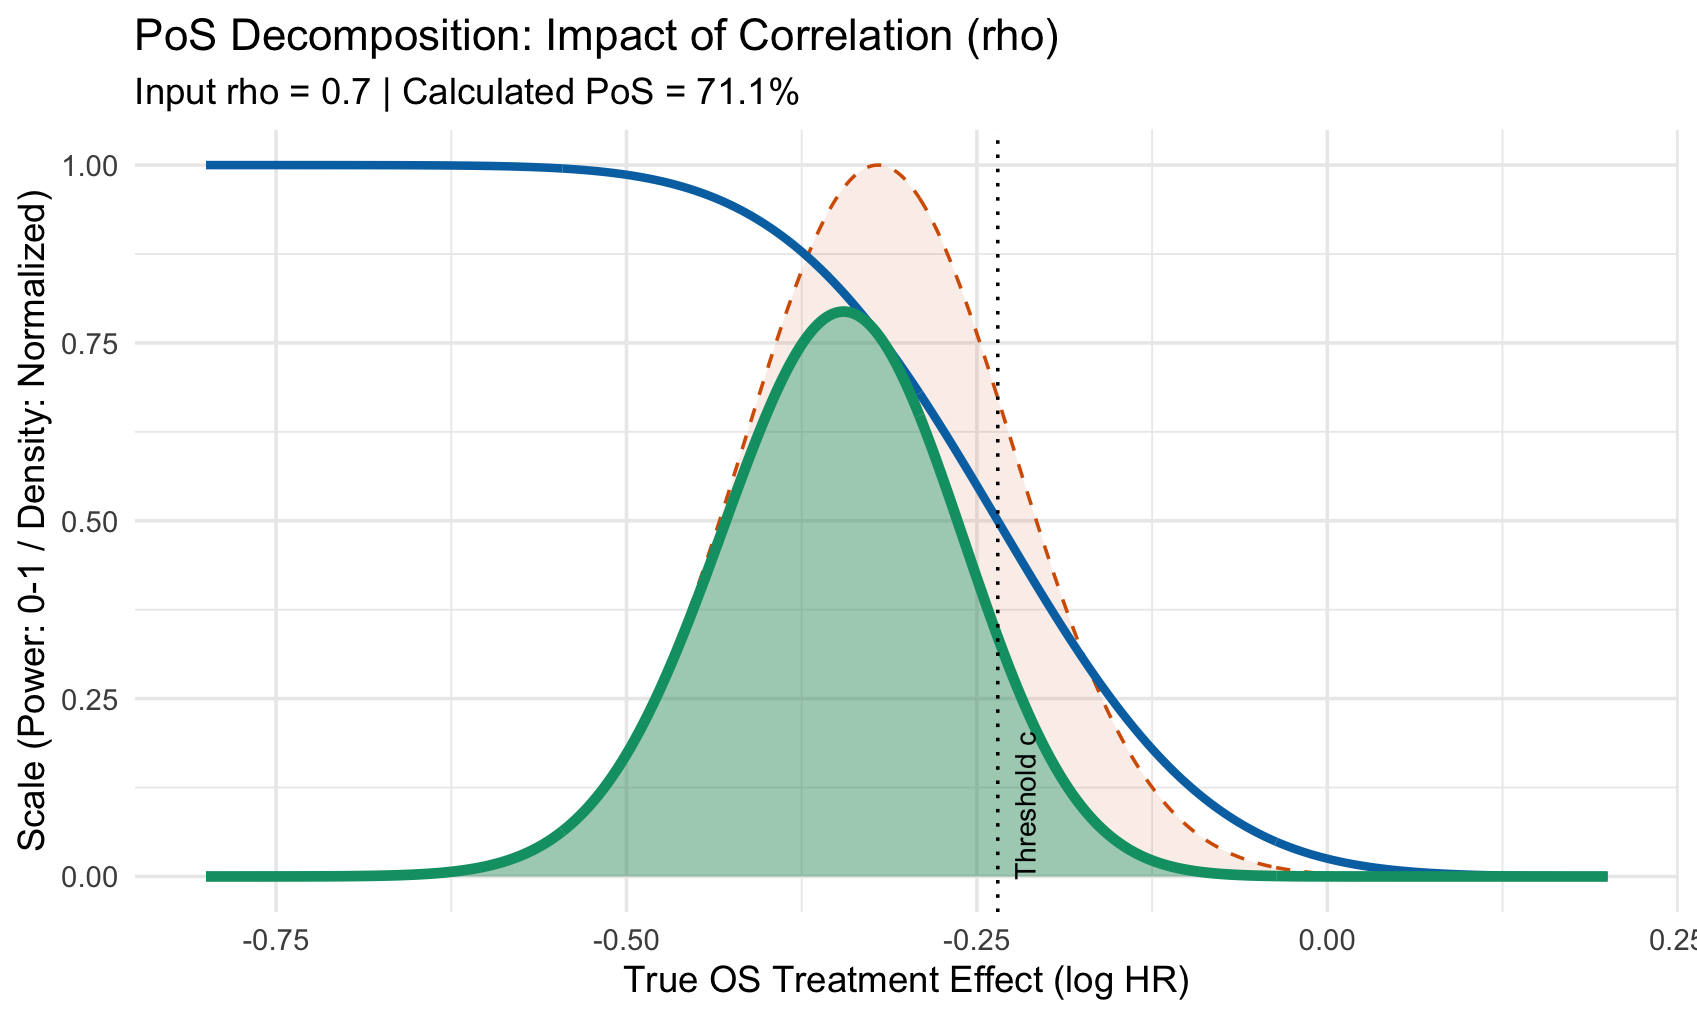 PoS Decomposition: Impact of Correlation (rho)
Input rho = 0.7 | Calculated PoS = 71.1%
Scale (Power: 0-1 / Density: Normalized)
1.00
0.75
0.50
0.25
0.00
Threshold c
-0.75
-0.50
-0.25
0.00
0.25
True OS Treatment Effect (log HR)